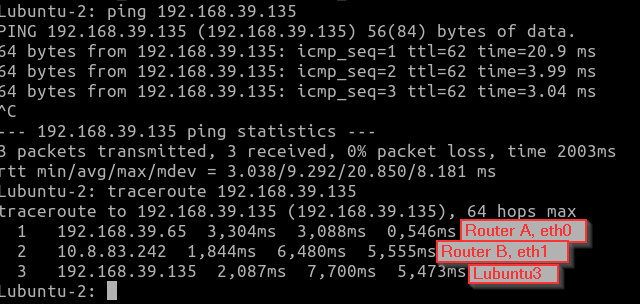 Lubuntu-2: ping 192.168.39.135
PING 192.168.39.135 (192.168.39.135) 56(84) bytes of data.
64 bytes from 192.168.39.135: icmp_seq=1 ttl=62 time=20.9 ms
64 bytes from 192.168.39.135: icmp_seq=2 ttl=62 time=3.99 ms
64 bytes from 192.168.39.135: icmp_seq=3 ttl=62 time=3.04 ms
^C
--- 192.168.39.135 ping statistics ---
3 packets transmitted, 3 received, 0% packet loss, time 2003ms
rtt min/avg/max/mdev = 3.038/9.292/20.850/8.181 ms
Lubuntu-2: traceroute 192.168.39.135
traceroute to 192.168.39.135 (192.168.39.135), 64 hops max
1 192.168.39.65 3,304ms 3,088ms 0,546ms Router A, eth0
2 10.8.83.242 1,844ms 6,480ms 5,555ms Router B, eth1
3 192.168.39.135 2,087ms 7,700ms 5,473ms Lubuntu3
Lubuntu-2: